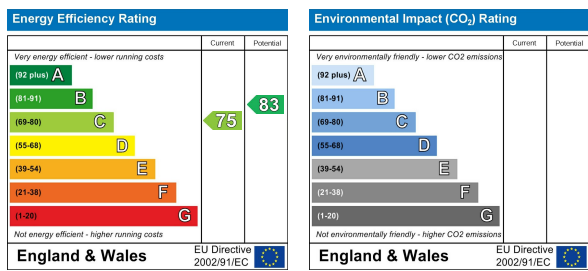 Energy Efficiency Rating
Current Potential
Very energy efficient - lower running costs
(92 plus) A
(81-91) B
(69-80) C
(55-68) D
(39-54) E
(21-38) F
(1-20) G
75
83
Not energy efficient - higher running costs
England & Wales
EU Directive
2002/91/EC
Environmental Impact (CO₂) Rating
Current Potential
Very environmentally friendly - lower CO2 emissions
(92 plus) A
(81-91) B
(69-80) C
(55-68) D
(39-54) E
(21-38) F
(1-20) G
Not environmentally friendly - higher CO2 emissions
England & Wales
EU Directive
2002/91/EC